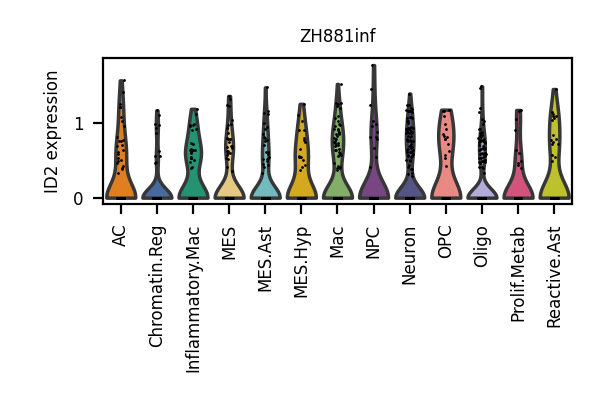 ZH881inf
ID2 expression
1
0
AC
Chromatin.Reg
Inflammatory.Mac
MES
MES.Ast
MES.Hyp
Mac
NPC
Neuron
OPC
Oligo
Prolif.Metab
Reactive.Ast